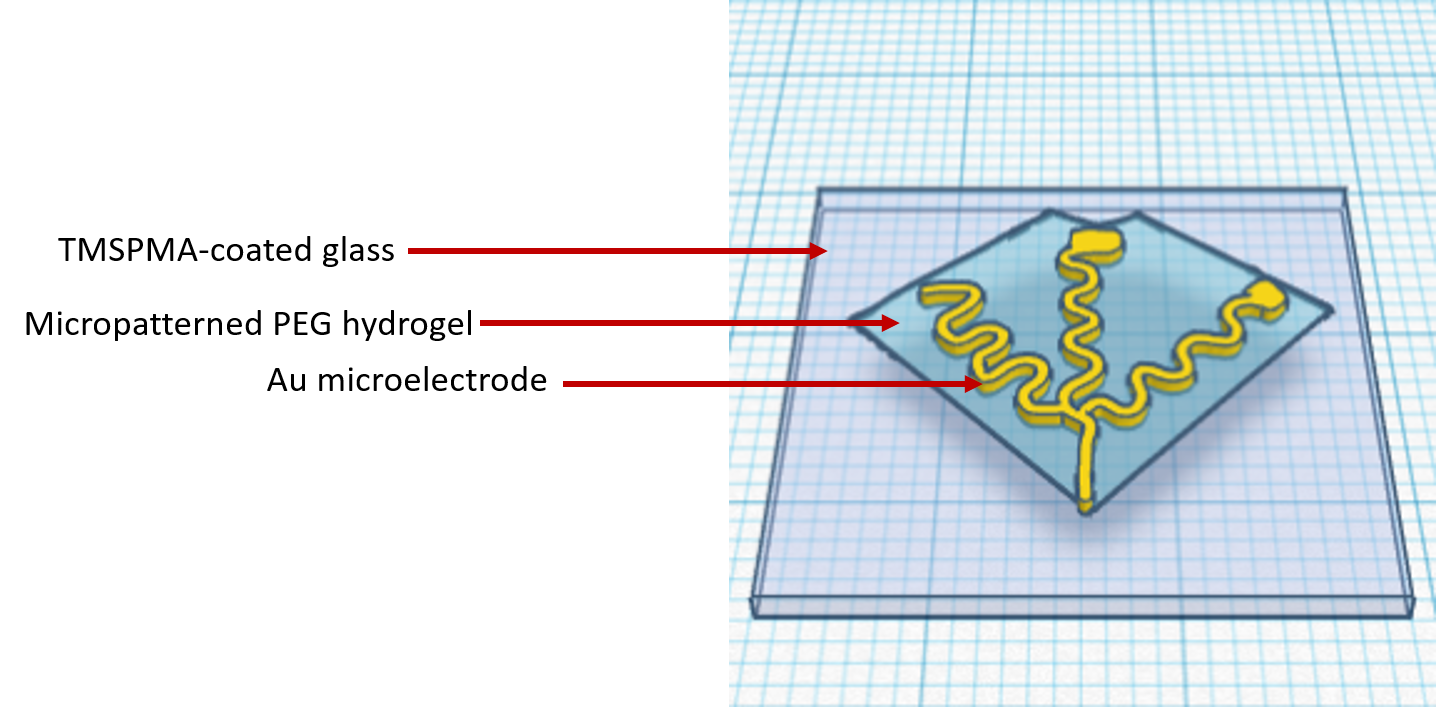 TMSPMA-coated glass
Micropatterned PEG hydrogel
Au microelectrode